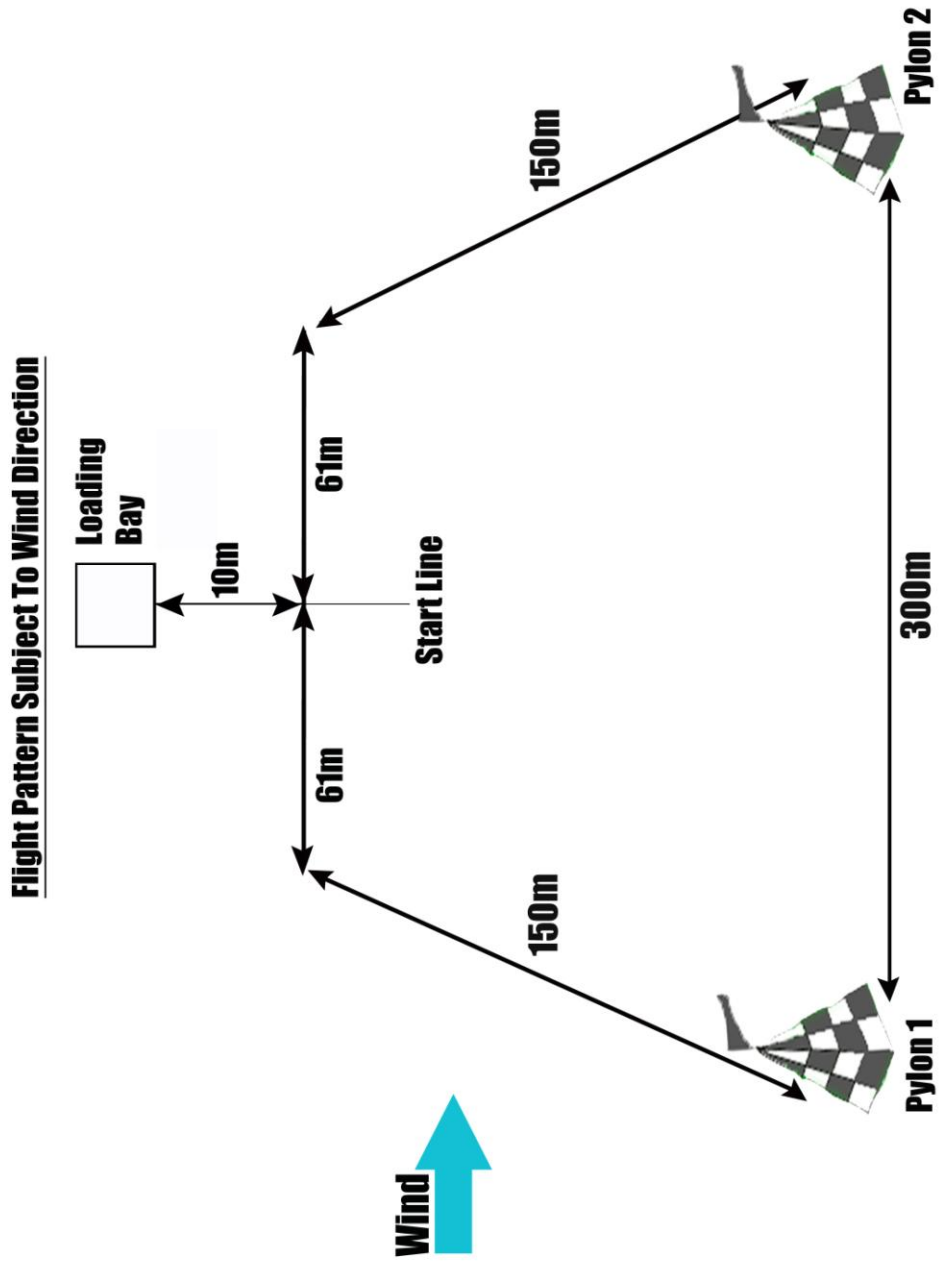 Flight Pattern Subject To Wind Direction
Loading
Bay
10m
61m
61m
Start Line
150m
150m
Wind
300m
Pylon 1
Pylon 2